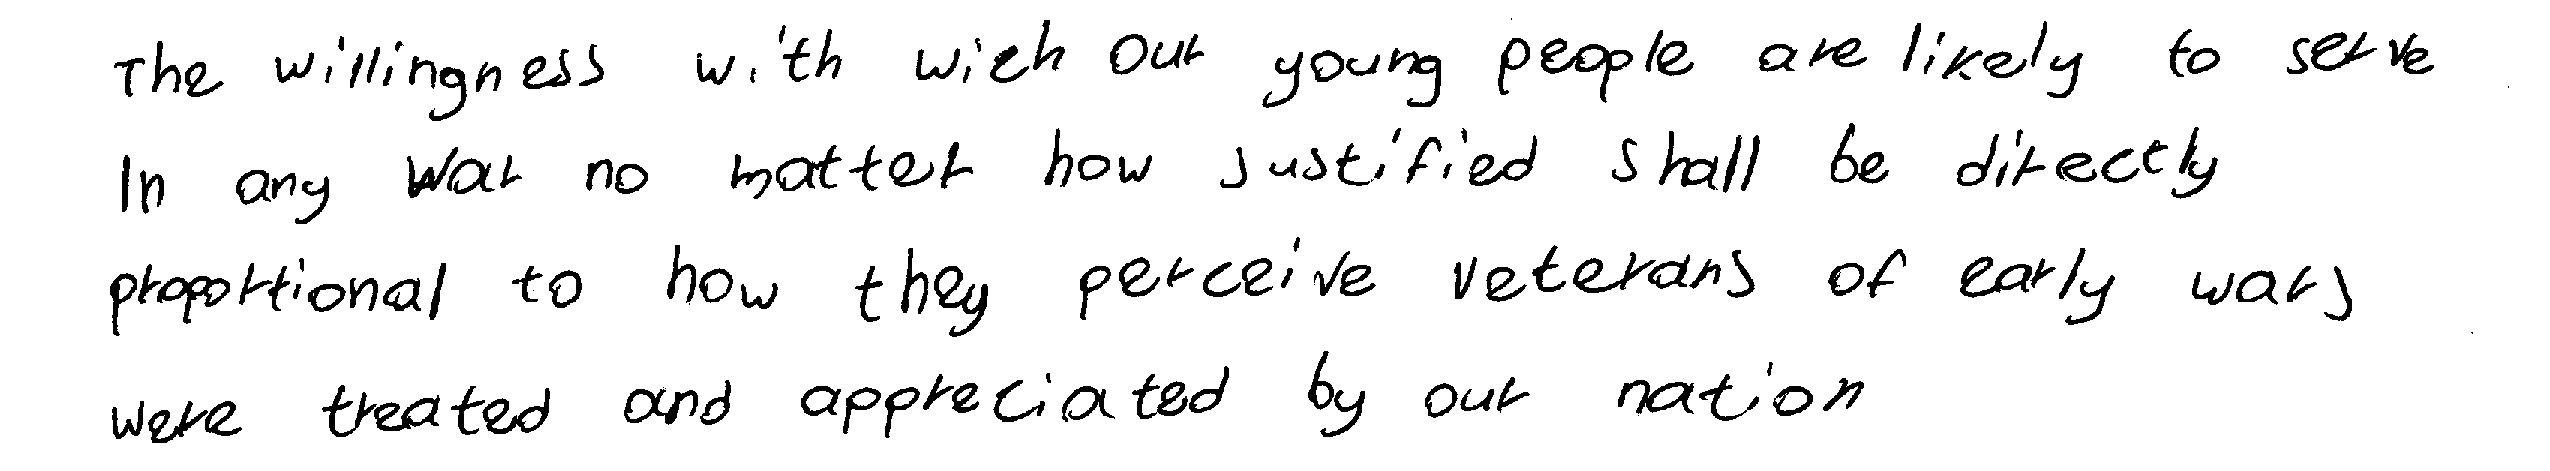 The willingness with wich our young people are likely to serve
In any war no matter how justified shall be directly
proportional to how they perceive veterans of early wars
were treated and appreciated by our nation